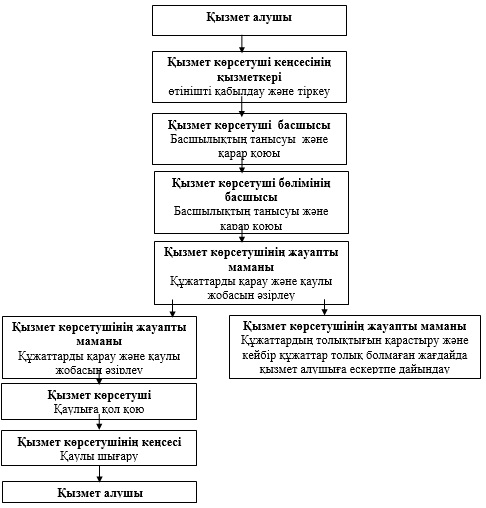 Қызмет алушы
Қызмет көрсетуші кеңсесінің
қызметкері
өтінішті қабылдау және тіркеу
Қызмет көрсетуші басшысы
Басшылықтың танысуы және
қарар қоюы
Қызмет көрсетуші бөлімінің
басшысы
Басшылықтың танысуы және
қарар қоюы
Қызмет көрсетушінің жауапты
маманы
Құжаттарды қарау және қаулы
жобасын әзірлеу
Қызмет көрсетушінің жауапты
маманы
Құжаттарды қарау және қаулы
жобасын әзірлеу
Қызмет көрсетушінің жауапты маманы
Құжаттардың толықтығын қарастыру және
кейбір құжаттар толық болмаған жағдайда
қызмет алушыға ескертпе дайындау
Қызмет көрсетуші
Қаулыға қол қою
Қызмет көрсетушінің кеңсесі
Қаулы шығару
Қызмет алушы